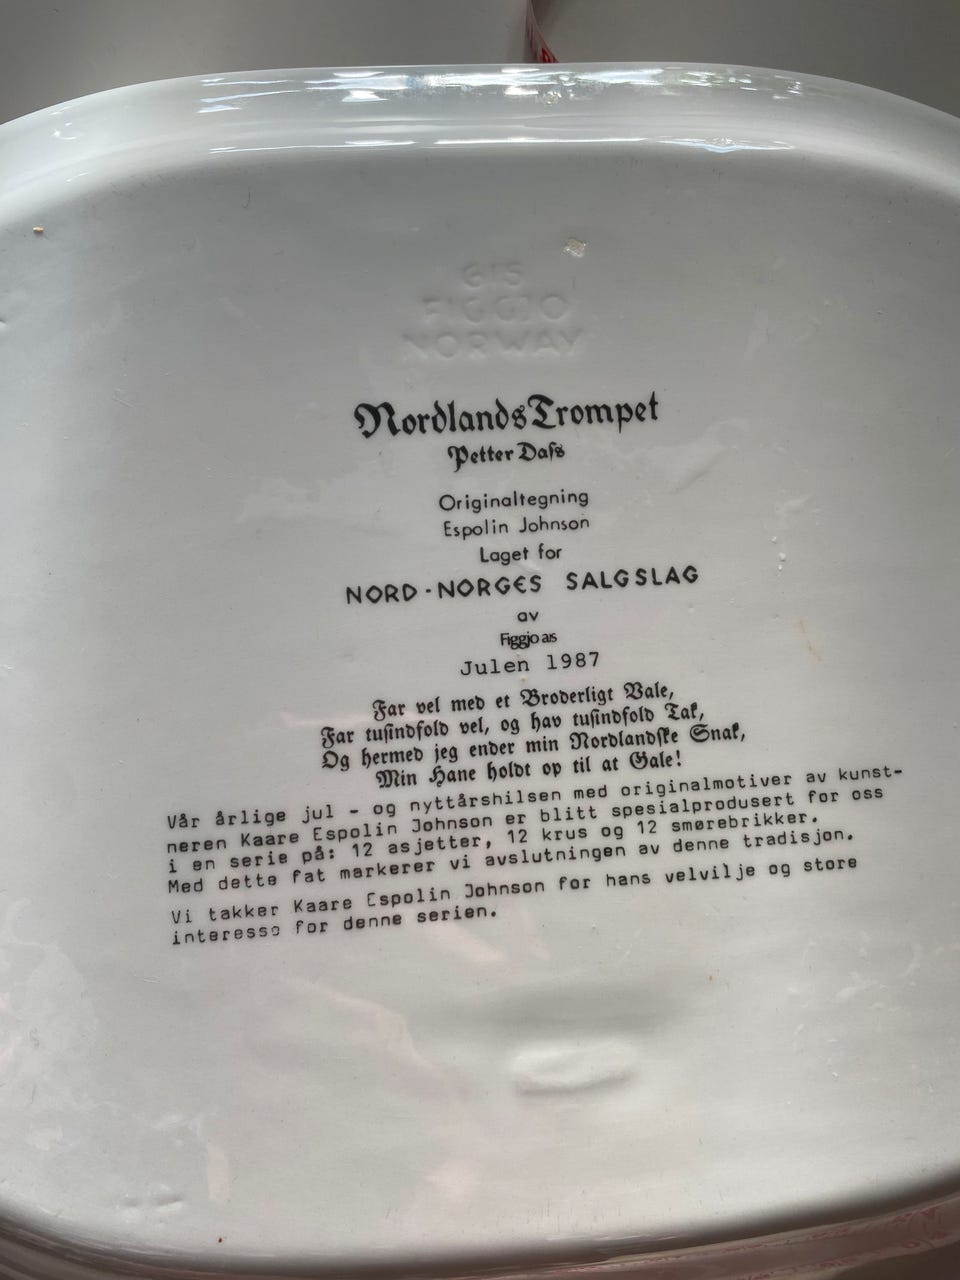 GIS
FIGGJO
NORWAY
NordlandsTrompet
Petter Dass
Originaltegning
Espolin Johnson
Laget for
NORD-NORGES SALGSLAG
av
Figgjo a/s
Julen 1987
Far vel med et Broderligt Vale,
Far tusindfold vel, og hav tusindfold Tak,
Og hermed jeg ender min Nordlandske Snak,
Min Hane holdt op til at Gale!
Vår årlige jul - og nyttårshilsen med originalmotiver av kunst-
neren Kaare Espolin Johnson er blitt spesialprodusert for oss
i en serie på: 12 asjetter, 12 krus og 12 smørebrikker.
Med dette fat markerer vi avslutningen av denne tradisjon.
Vi takker Kaare Espolin Johnson for hans velvilje og store
interesse for denne serien.